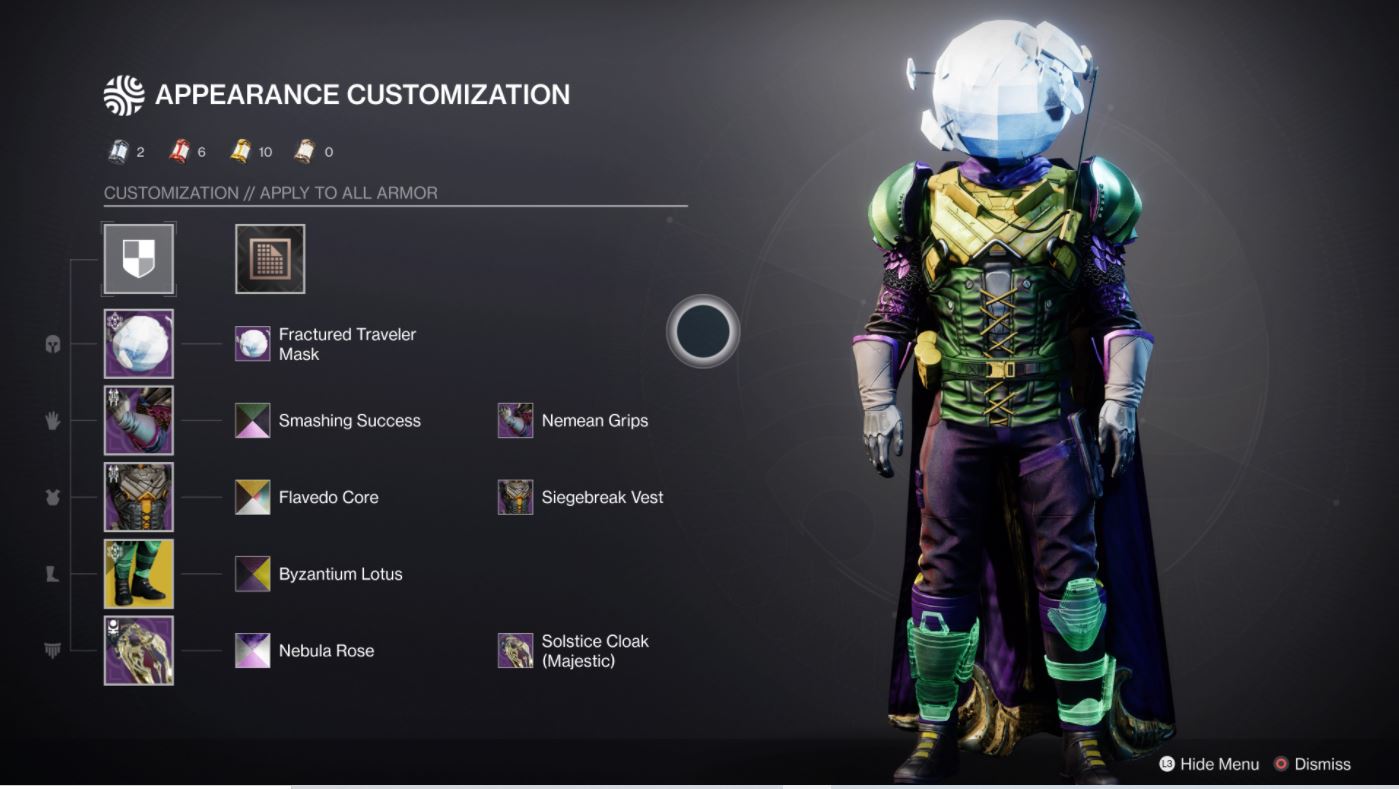 APPEARANCE CUSTOMIZATION
2 6 10 0
CUSTOMIZATION // APPLY TO ALL ARMOR
Fractured Traveler
Mask
Smashing Success
Nemean Grips
Flavedo Core
Siegebreak Vest
Byzantium Lotus
Nebula Rose
Solstice Cloak
(Majestic)
L3 Hide Menu Dismiss